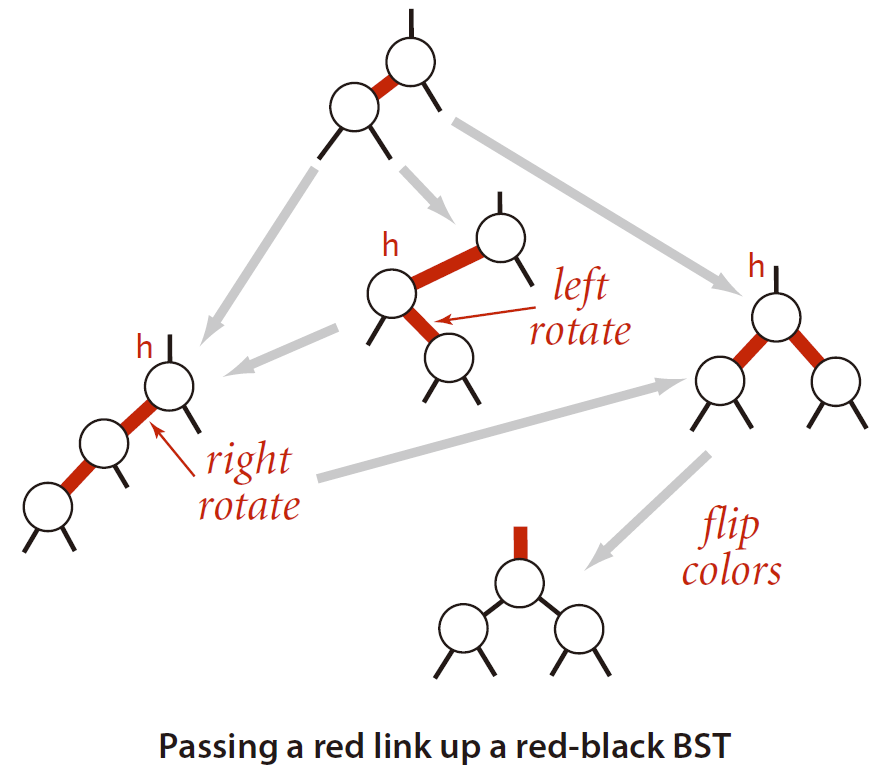 h
left
rotate
h
h
right
rotate
flip
colors
Passing a red link up a red-black BST